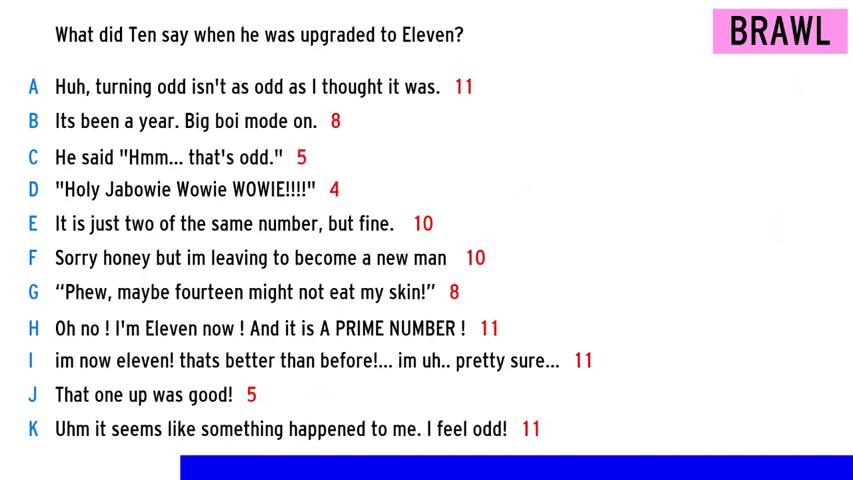 What did Ten say when he was upgraded to Eleven?
BRAWL
A Huh, turning odd isn't as odd as I thought it was. 11
B Its been a year. Big boi mode on. 8
C He said "Hmm... that's odd." 5
D "Holy Jabowie Wowie WOWIE!!!!" 4
E It is just two of the same number, but fine. 10
F Sorry honey but im leaving to become a new man 10
G “Phew, maybe fourteen might not eat my skin!” 8
H Oh no ! I'm Eleven now ! And it is A PRIME NUMBER ! 11
I im now eleven! thats better than before!... im uh.. pretty sure... 11
J That one up was good! 5
K Uhm it seems like something happened to me. I feel odd! 11